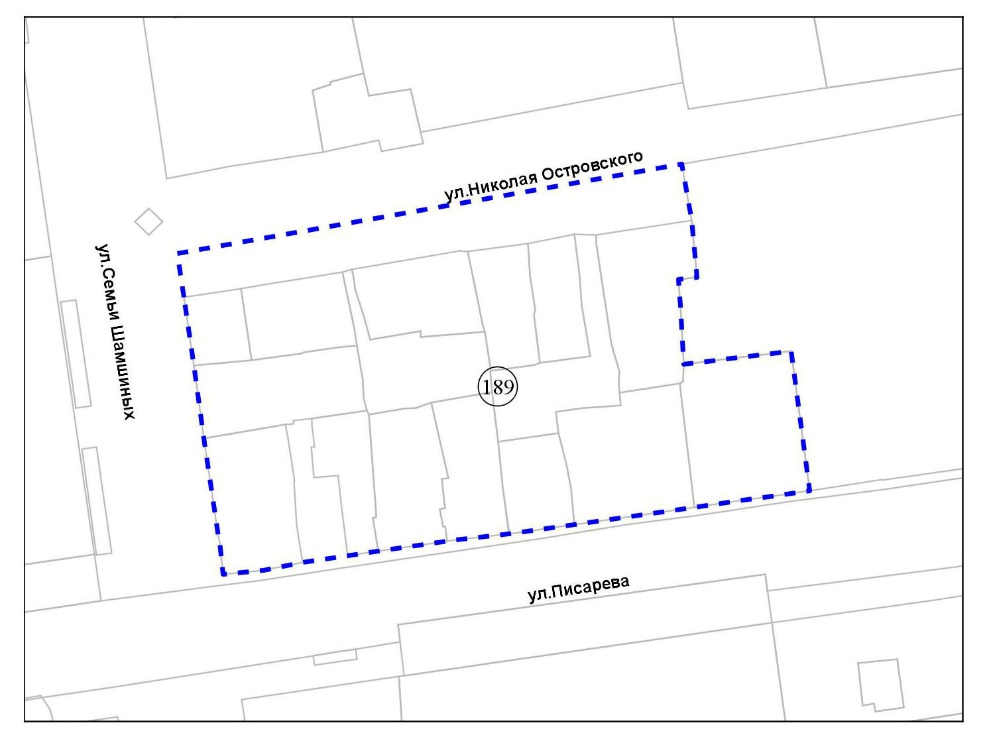 ул.Николая Островского
ул.Семьи Шамшиных
189
ул.Писарева